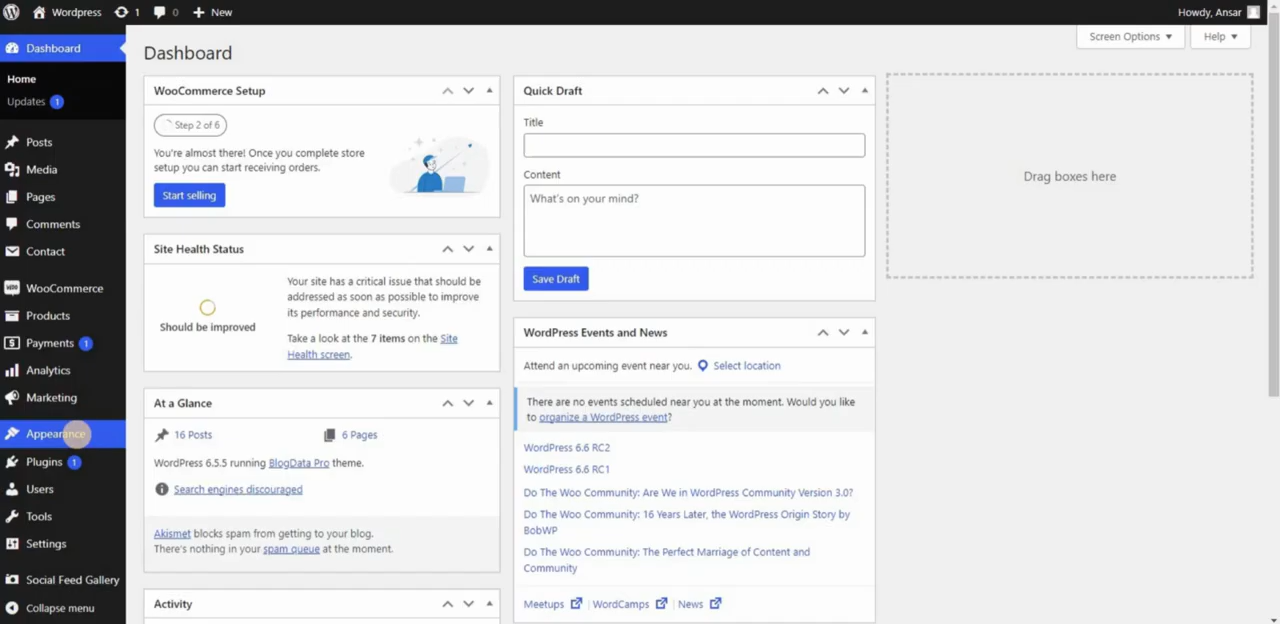 Wordpress 1 0 New
Howdy, Ansar
Dashboard
Home
Updates 1
Posts
Media
Pages
Comments
Contact
WooCommerce
Products
Payments 1
Analytics
Marketing
Appearance
Plugins 1
Users
Tools
Settings
Social Feed Gallery
Collapse menu
Screen Options
Help
Dashboard
WooCommerce Setup
Step 2 of 6
You're almost there! Once you complete store
setup you can start receiving orders.
Start selling
Site Health Status
Should be improved
Your site has a critical issue that should be
addressed as soon as possible to improve
its performance and security.
Take a look at the 7 items on the Site
Health screen.
At a Glance
16 Posts
6 Pages
WordPress 6.5.5 running BlogData Pro theme.
Search engines discouraged
Akismet blocks spam from getting to your blog.
There's nothing in your spam queue at the moment.
Activity
Quick Draft
Title
Content
What's on your mind?
Save Draft
WordPress Events and News
Attend an upcoming event near you. Select location
There are no events scheduled near you at the moment. Would you like
to organize a WordPress event?
WordPress 6.6 RC2
WordPress 6.6 RC1
Do The Woo Community: Are We in WordPress Community Version 3.0?
Do The Woo Community: 16 Years Later, the WordPress Origin Story by
BobWP
Do The Woo Community: The Perfect Marriage of Content and
Community
Meetups | WordCamps | News
Drag boxes here